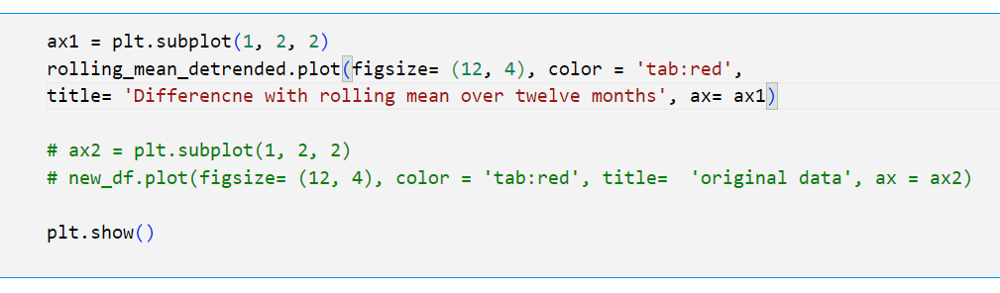 ax1 = plt.subplot(1, 2, 2)
rolling_mean_detrended.plot(figsize= (12, 4), color = 'tab:red',
title= 'Differencne with rolling mean over twelve months', ax= ax1)
# ax2 = plt.subplot(1, 2, 2)
# new_df.plot(figsize= (12, 4), color = 'tab:red', title=  'original data', ax = ax2)
plt.show()